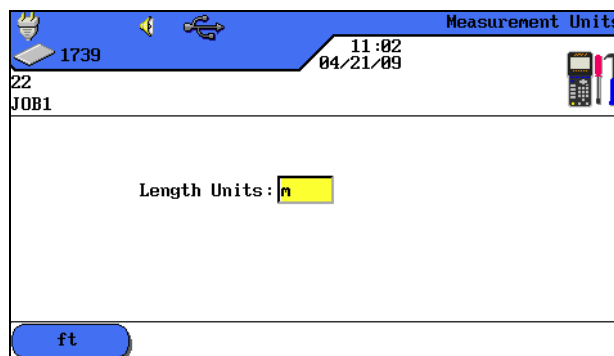 Measurement Units
1739
11:02
04/21/09
22
JOB1
Length Units: m
ft